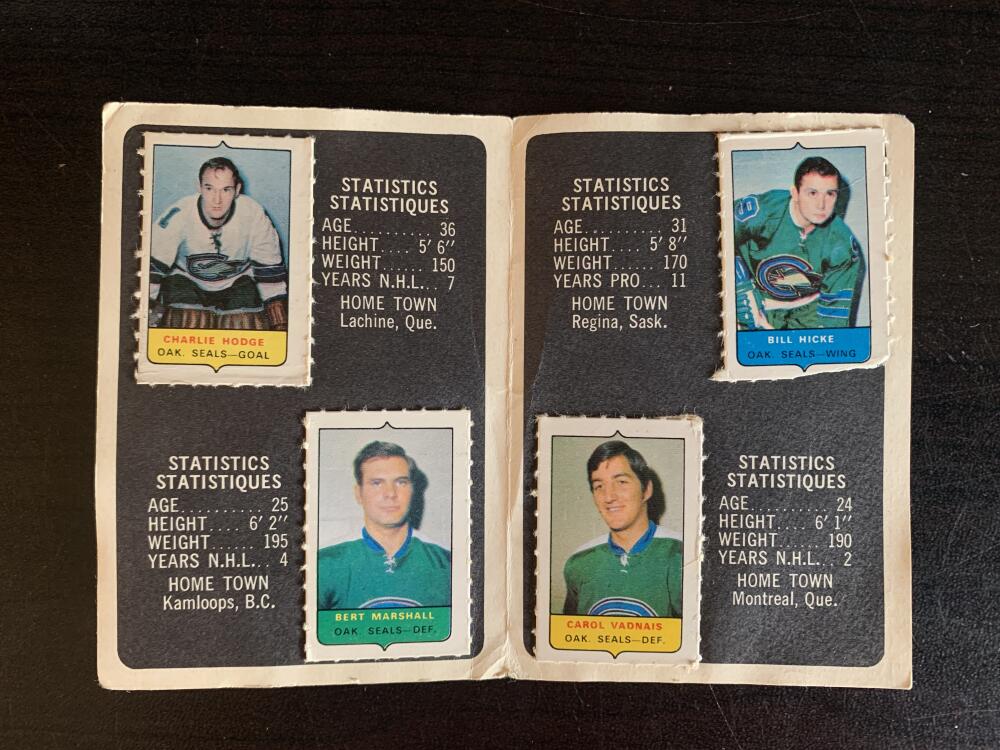 STATISTICS
STATISTIQUES
AGE.......... 36
HEIGHT.... 5' 6"
WEIGHT...... 150
YEARS N.H.L... 7
HOME TOWN
Lachine, Que.
CHARLIE HODGE
OAK. SEALS—GOAL
STATISTICS
STATISTIQUES
AGE.......... 25
HEIGHT.... 6' 2"
WEIGHT...... 195
YEARS N.H.L... 4
HOME TOWN
Kamloops, B.C.
BERT MARSHALL
OAK. SEALS—DEF.
STATISTICS
STATISTIQUES
AGE.......... 31
HEIGHT.... 5' 8"
WEIGHT...... 170
YEARS PRO... 11
HOME TOWN
Regina, Sask.
BILL HICKE
OAK. SEALS—WING
CAROL VADNAIS
OAK. SEALS—DEF.
STATISTICS
STATISTIQUES
AGE.......... 24
HEIGHT.... 6' 1"
WEIGHT...... 190
YEARS N.H.L... 2
HOME TOWN
Montreal, Que.